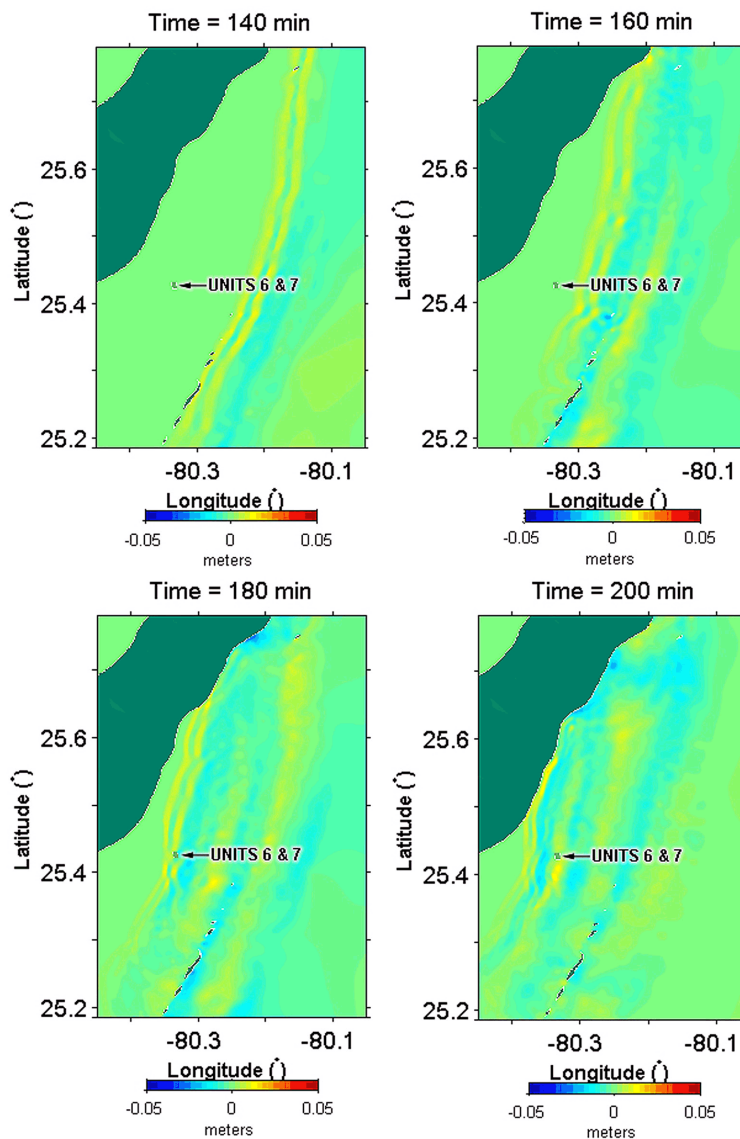 Time = 140 min
25.6
25.4
25.2
Latitude (°)
UNITS 6 & 7
-80.3 -80.1
Longitude (°)
-0.05 0 0.05
meters
Time = 160 min
25.6
25.4
25.2
Latitude (°)
UNITS 6 & 7
-80.3 -80.1
Longitude (°)
-0.05 0 0.05
meters
Time = 180 min
25.6
25.4
25.2
Latitude (°)
UNITS 6 & 7
-80.3 -80.1
Longitude (°)
-0.05 0 0.05
meters
Time = 200 min
25.6
25.4
25.2
Latitude (°)
UNITS 6 & 7
-80.3 -80.1
Longitude (°)
-0.05 0 0.05
meters